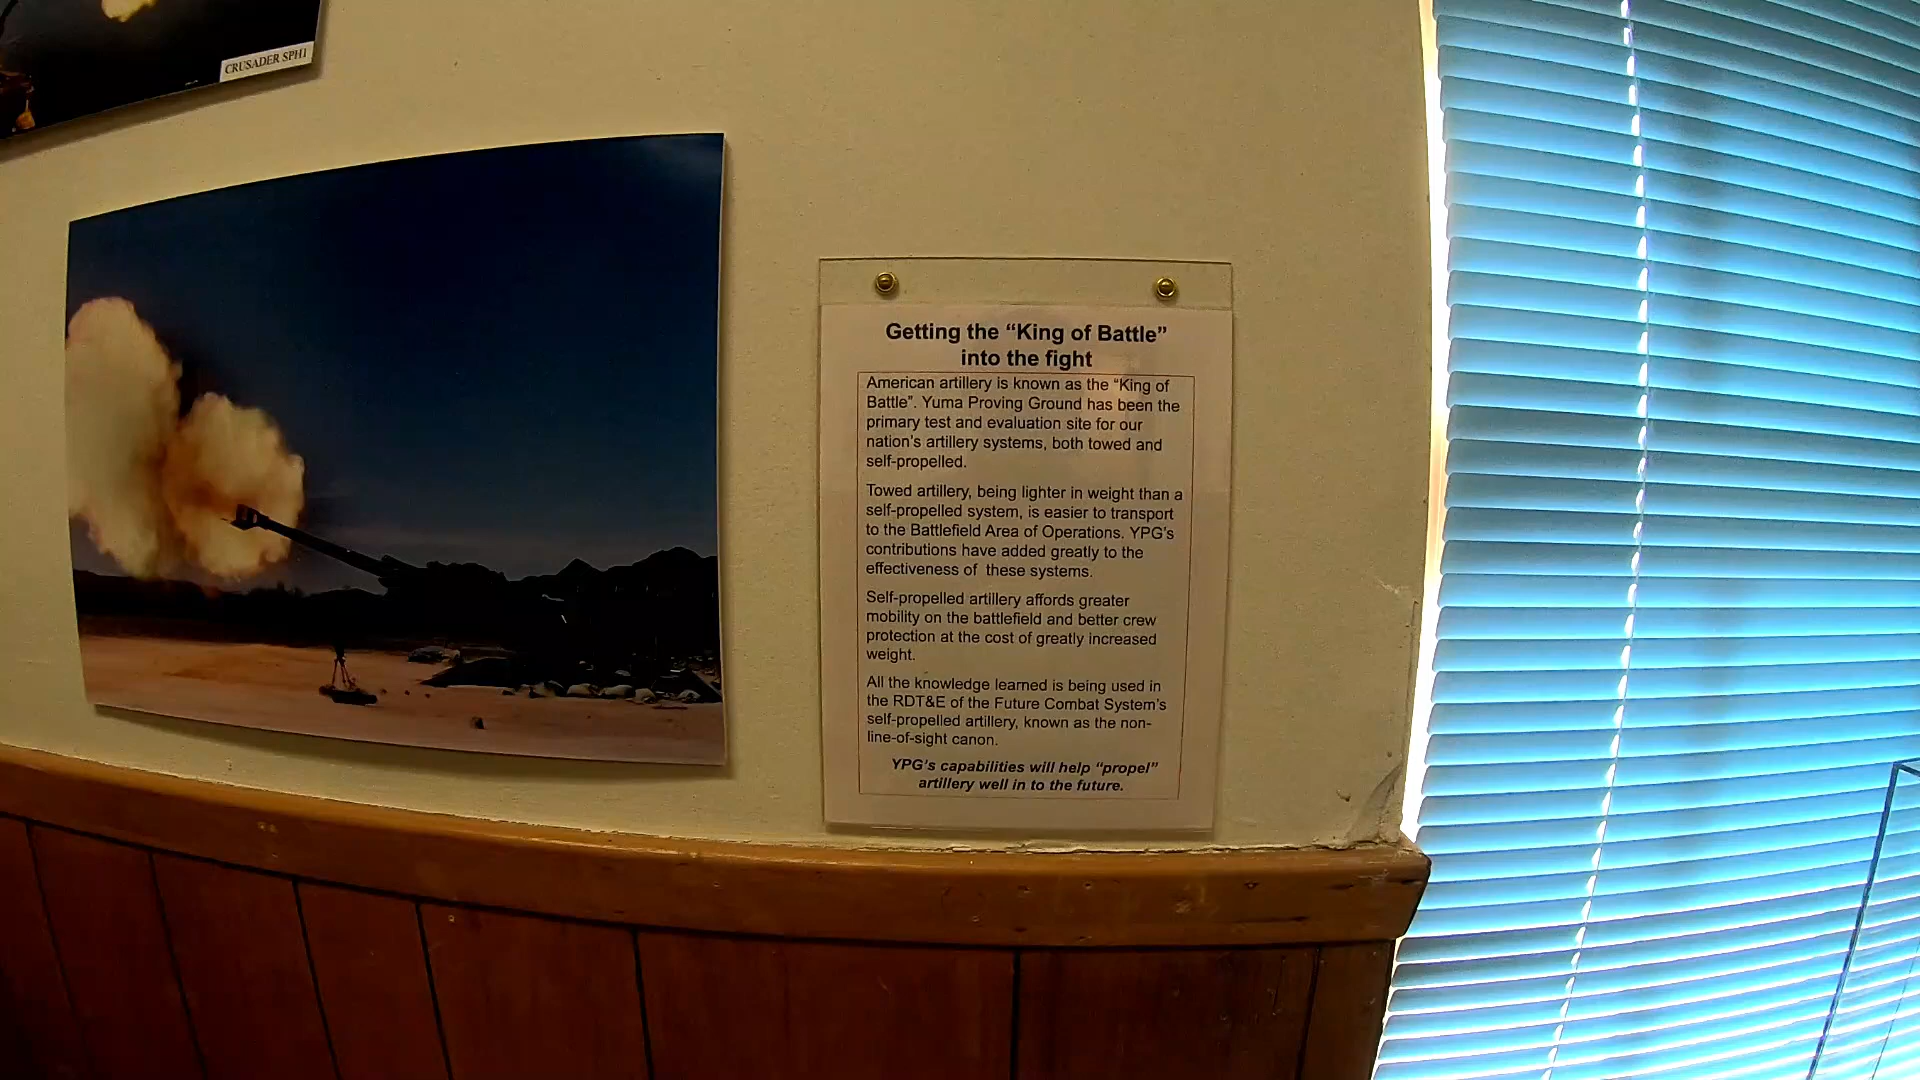 CRUSADER SPH1
Getting the “King of Battle”
into the fight
American artillery is known as the “King of
Battle”. Yuma Proving Ground has been the
primary test and evaluation site for our
nation’s artillery systems, both towed and
self-propelled.
Towed artillery, being lighter in weight than a
self-propelled system, is easier to transport
to the Battlefield Area of Operations. YPG’s
contributions have added greatly to the
effectiveness of these systems.
Self-propelled artillery affords greater
mobility on the battlefield and better crew
protection at the cost of greatly increased
weight.
All the knowledge learned is being used in
the RDT&E of the Future Combat System’s
self-propelled artillery, known as the non-
line-of-sight canon.
YPG’s capabilities will help “propel”
artillery well in to the future.